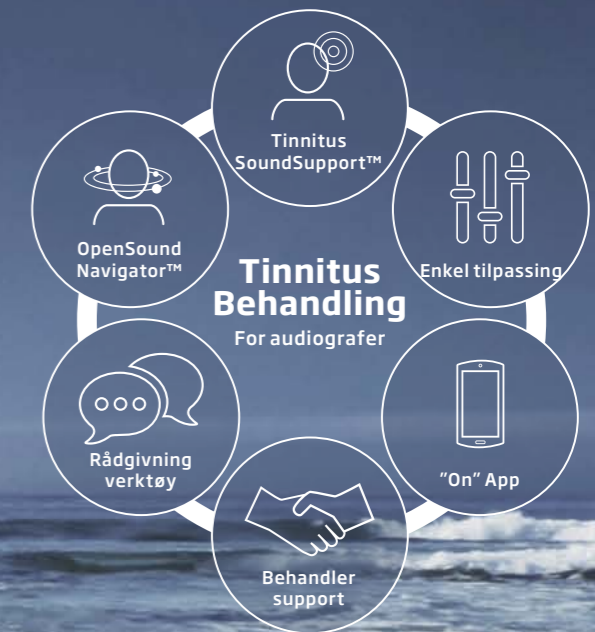 Tinnitus
SoundSupport™
OpenSound
Navigator™
Enkel tilpassing
Tinnitus
Behandling
For audiografer
Rådgivning
verktøy
”On” App
Behandler
support